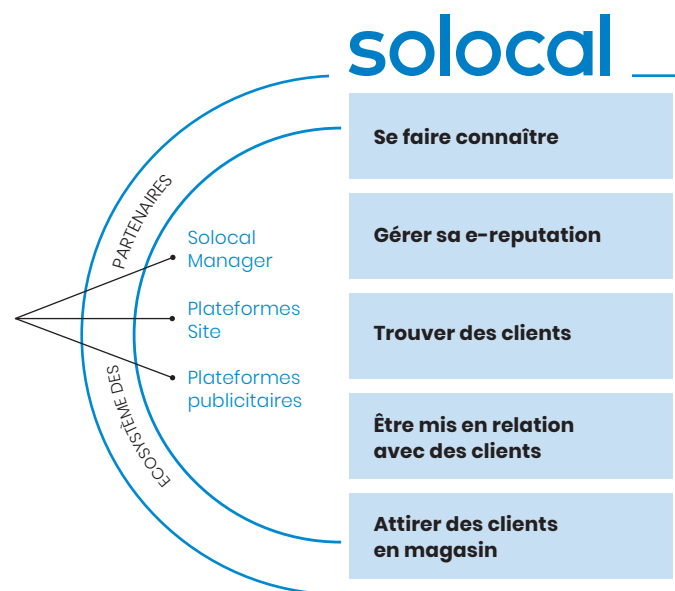 solocal
PARTENAIRES
ECOSYSTÈME DES
Solocal
Manager
Plateformes
Site
Plateformes
publicitaires
Se faire connaître
Gérer sa e-reputation
Trouver des clients
Être mis en relation
avec des clients
Attirer des clients
en magasin